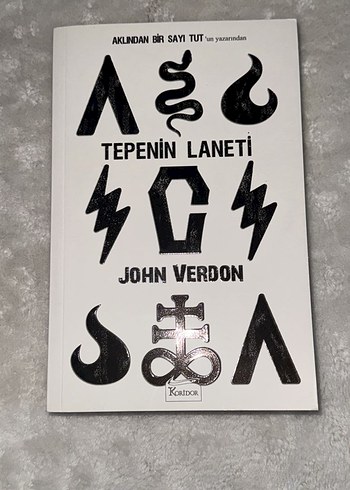 AKLINDAN BİR SAYI TUT'un yazarından
TEPENİN LANETİ
JOHN VERDON
KORİDOR